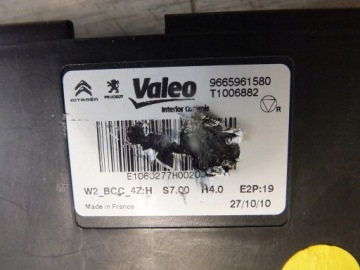 CITROËN PEUGEOT Valeo 9665961580
T1006882
Interior Controls R
W2_BCC_4Z:H S7.00 H4.0 E2P:19
Made in France 27/10/10